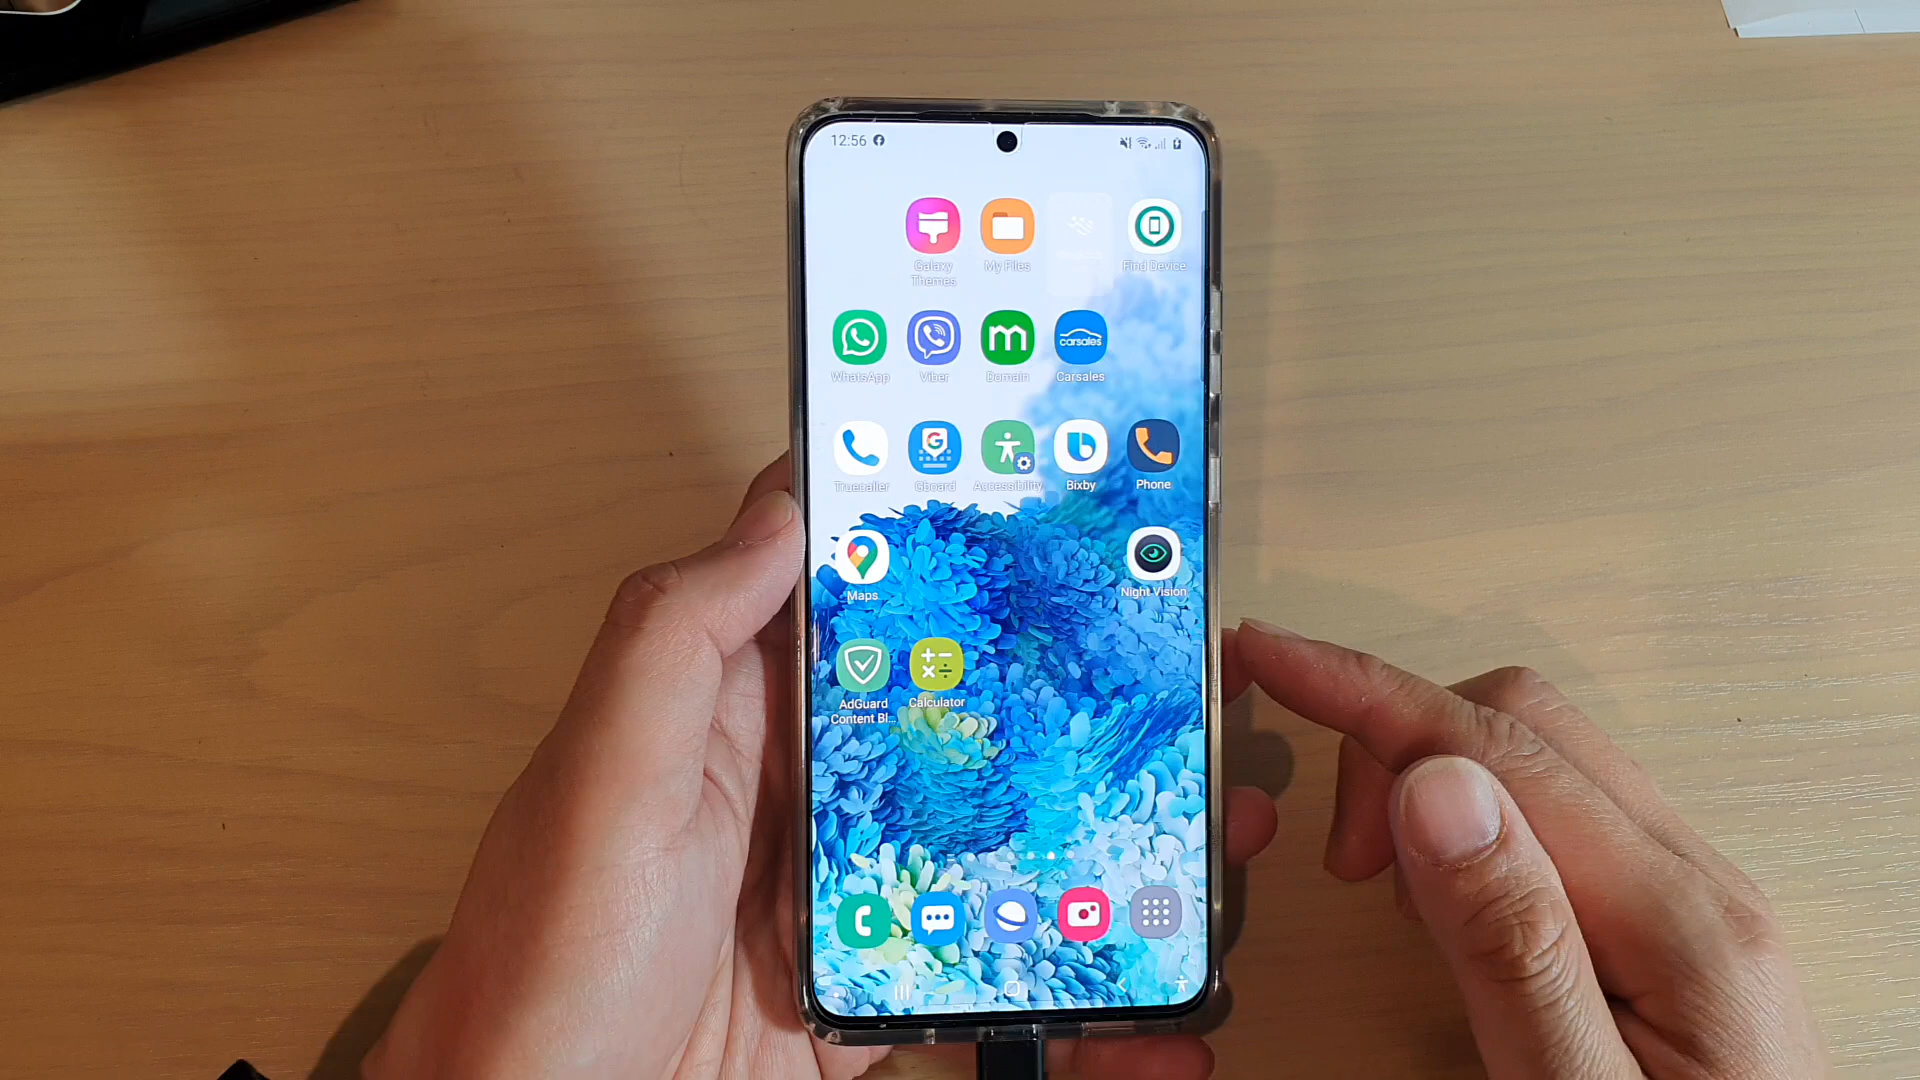 12:56
Galaxy
Themes
My Files
Find Device
WhatsApp
Viber
Domain
carsales
Carsales
Truecaller
Gboard
Accessibility
Bixby
Phone
Maps
Night Vision
AdGuard
Content Bl...
Calculator